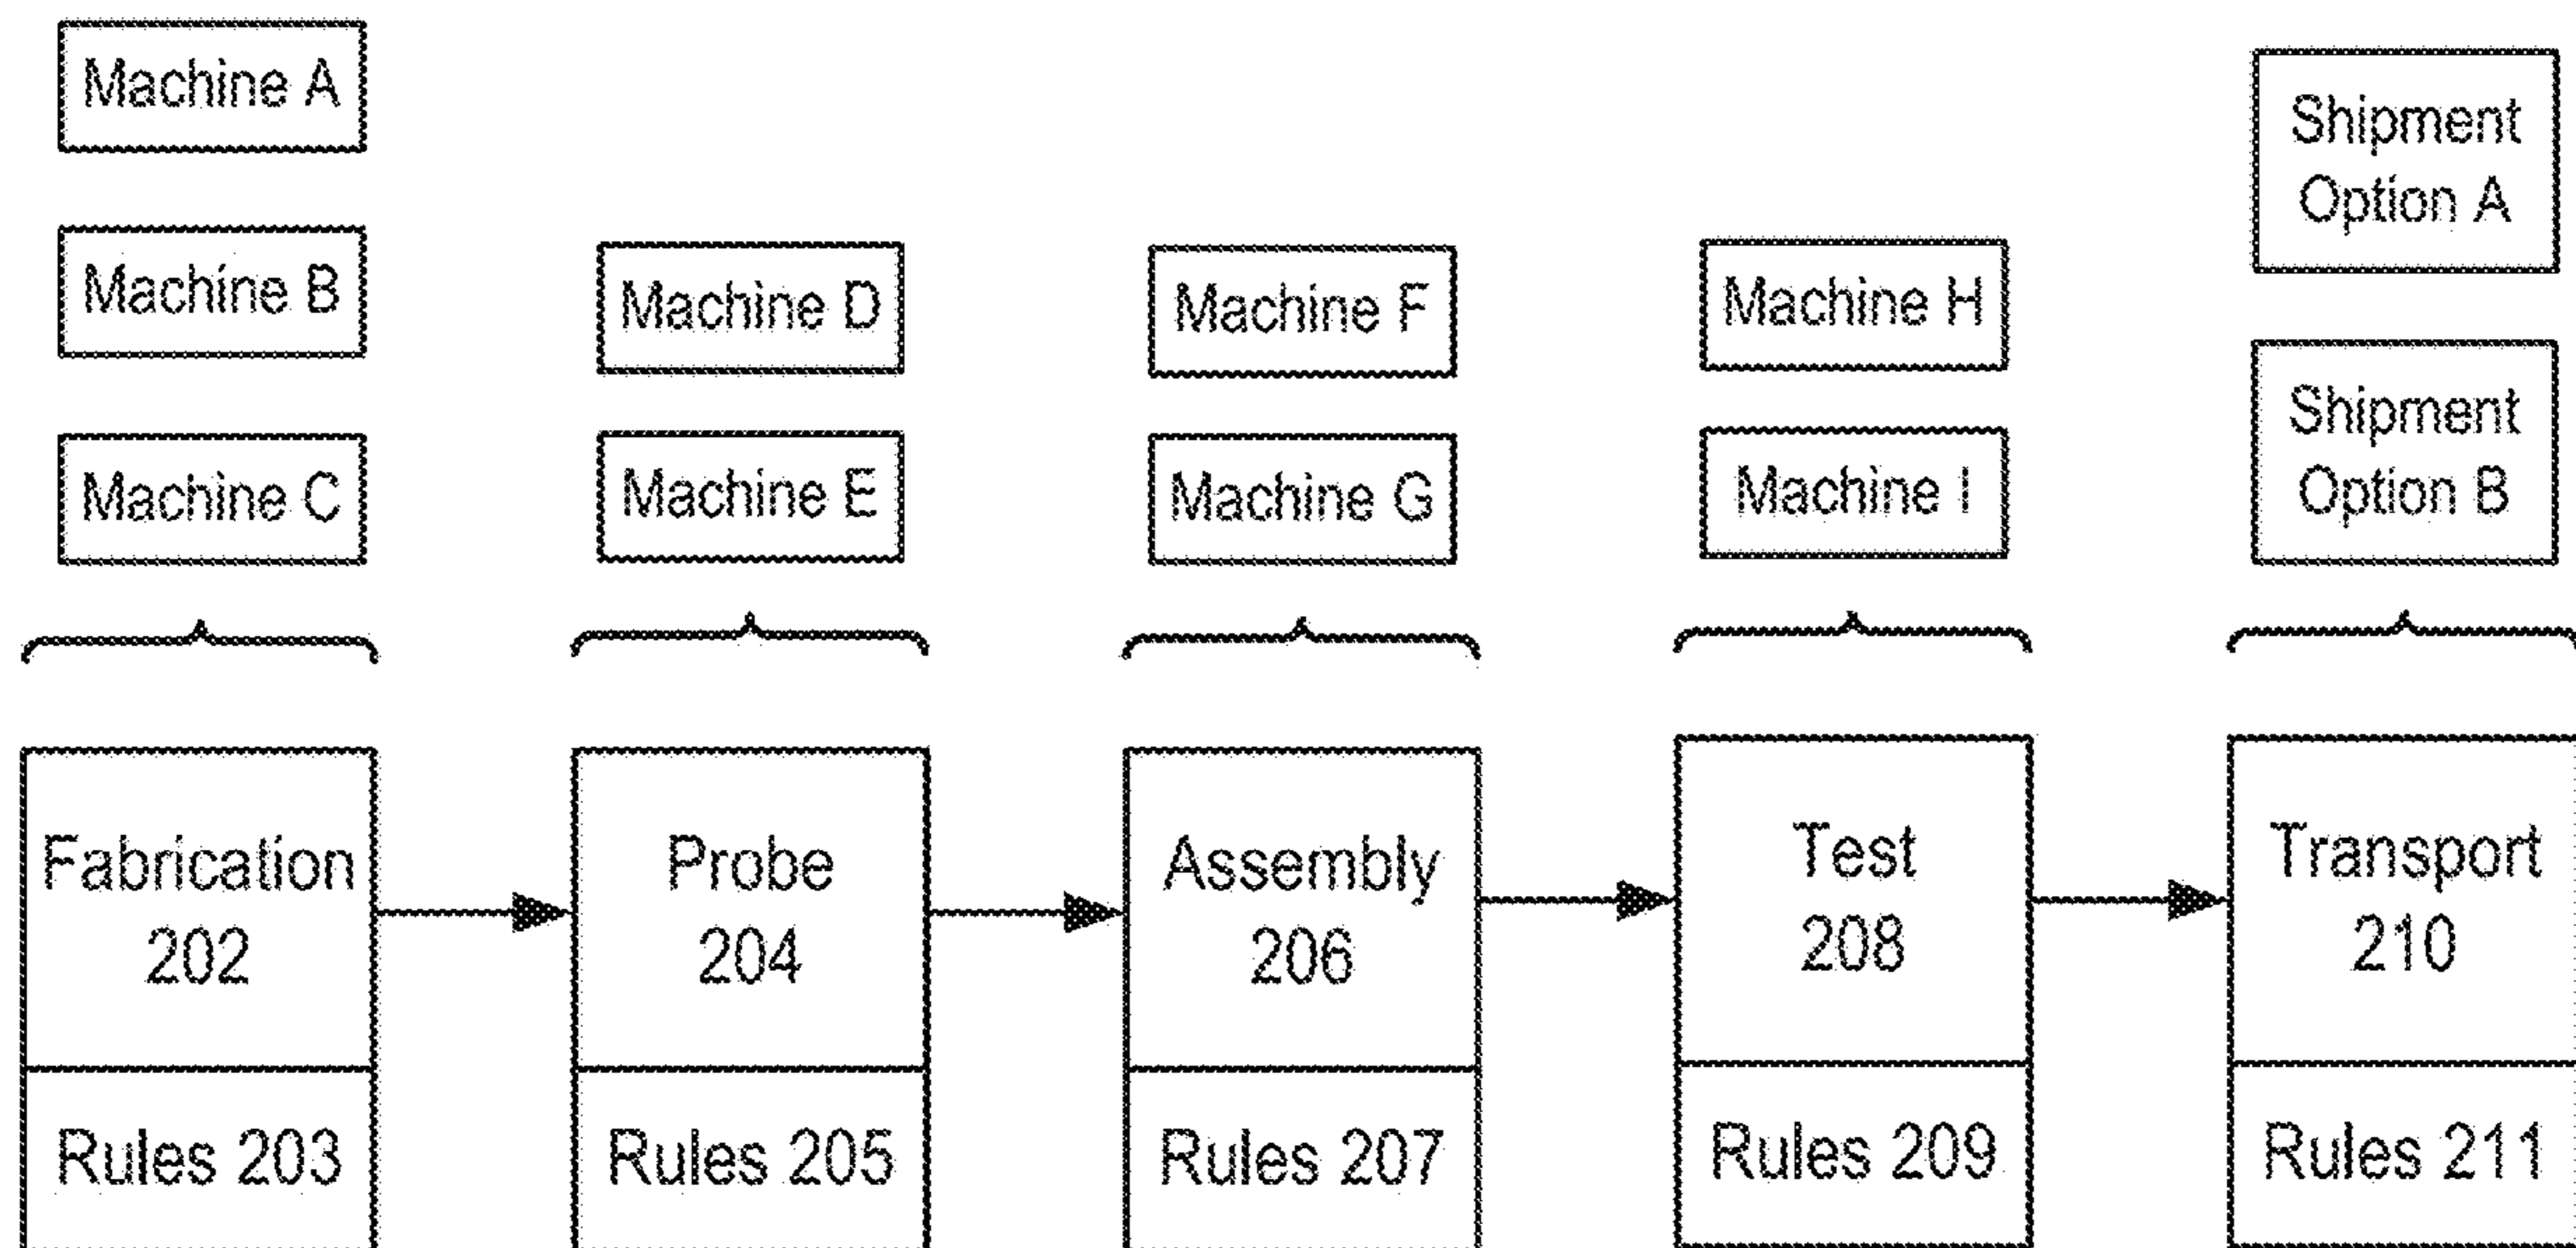 Machine A
Machine B
Machine C
Machine D
Machine E
Machine F
Machine G
Machine H
Machine I
Shipment
Option A
Shipment
Option B
Fabrication
202
Rules 203
Probe
204
Rules 205
Assembly
206
Rules 207
Test
208
Rules 209
Transport
210
Rules 211